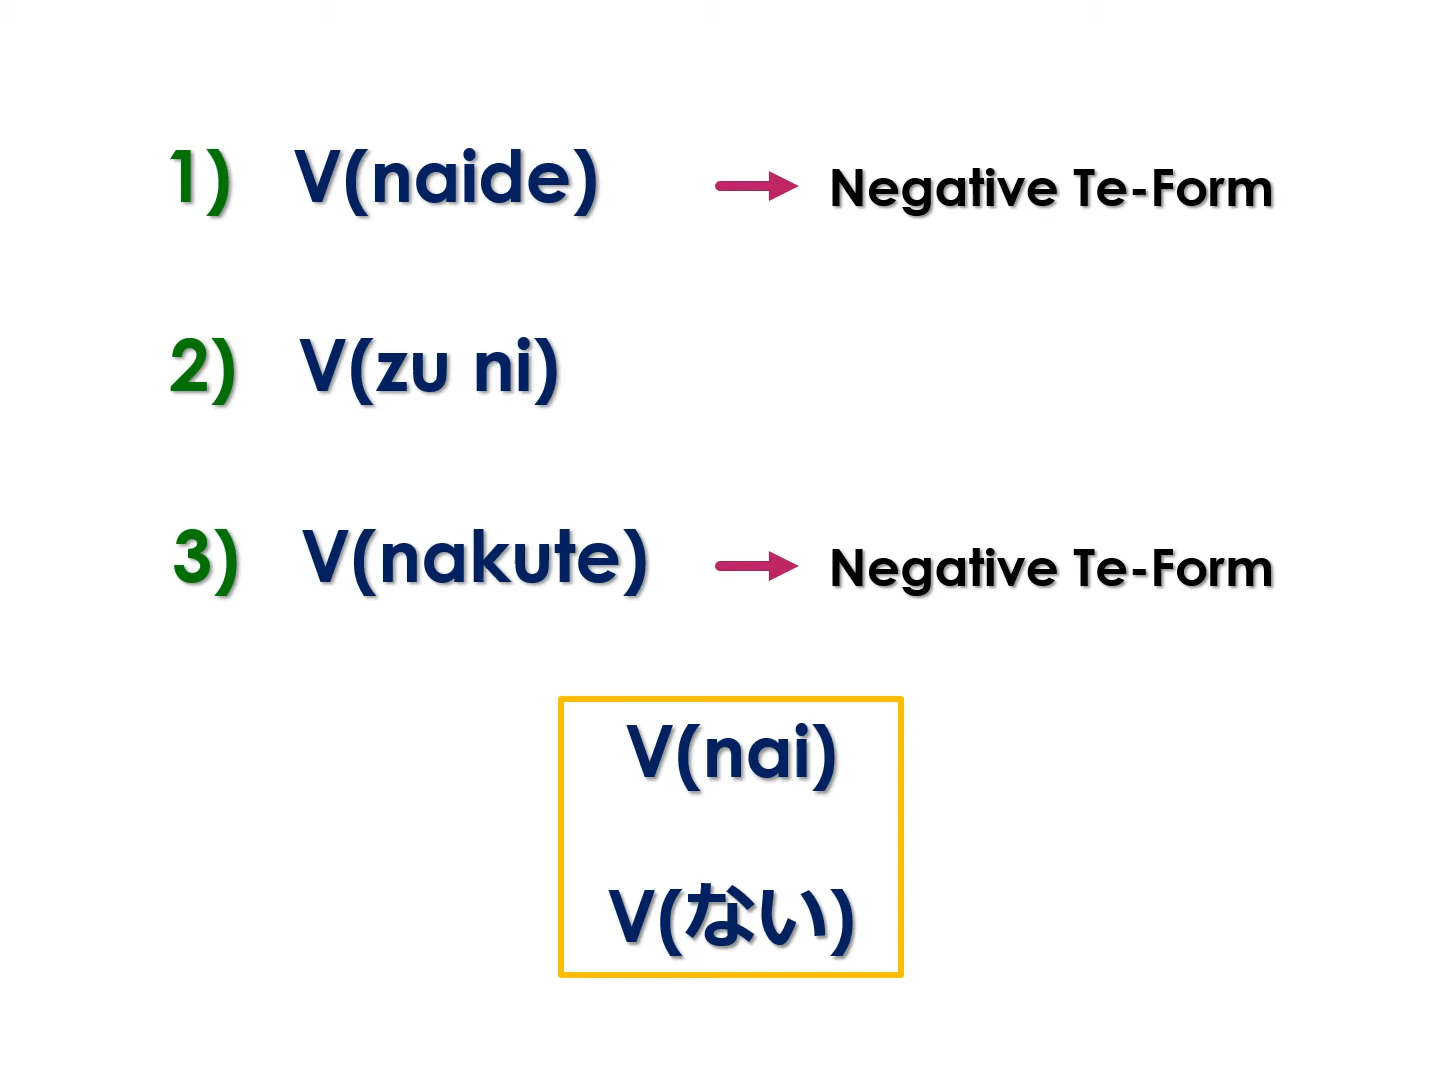 1) V(naide) → Negative Te-Form
2) V(zu ni)
3) V(nakute) → Negative Te-Form
V(nai)
V(ない)